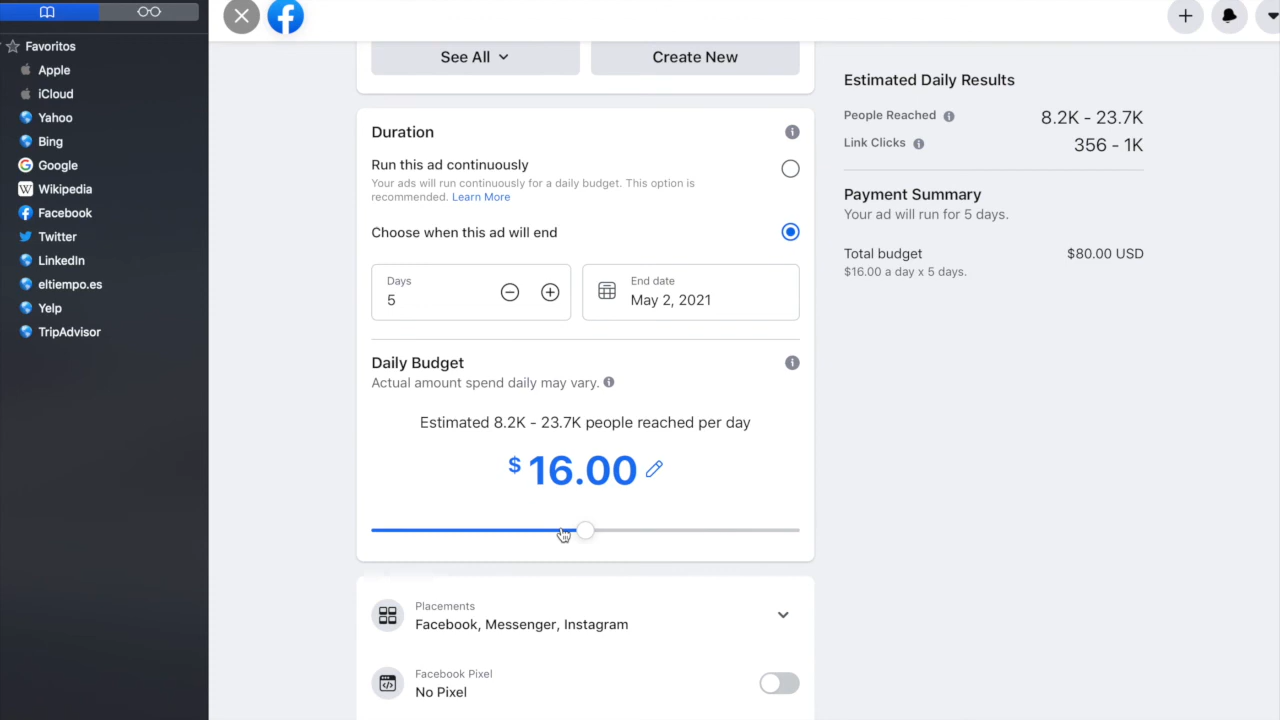 Favoritos
Apple
iCloud
Yahoo
Bing
Google
Wikipedia
Facebook
Twitter
LinkedIn
eltiempo.es
Yelp
TripAdvisor
See All
Create New
Duration
Run this ad continuously
Your ads will run continuously for a daily budget. This option is
recommended. Learn More
Choose when this ad will end
Days
5
End date
May 2, 2021
Daily Budget
Actual amount spend daily may vary.
Estimated 8.2K - 23.7K people reached per day
$ 16.00
Placements
Facebook, Messenger, Instagram
Facebook Pixel
No Pixel
Estimated Daily Results
People Reached 8.2K - 23.7K
Link Clicks 356 - 1K
Payment Summary
Your ad will run for 5 days.
Total budget $80.00 USD
$16.00 a day x 5 days.